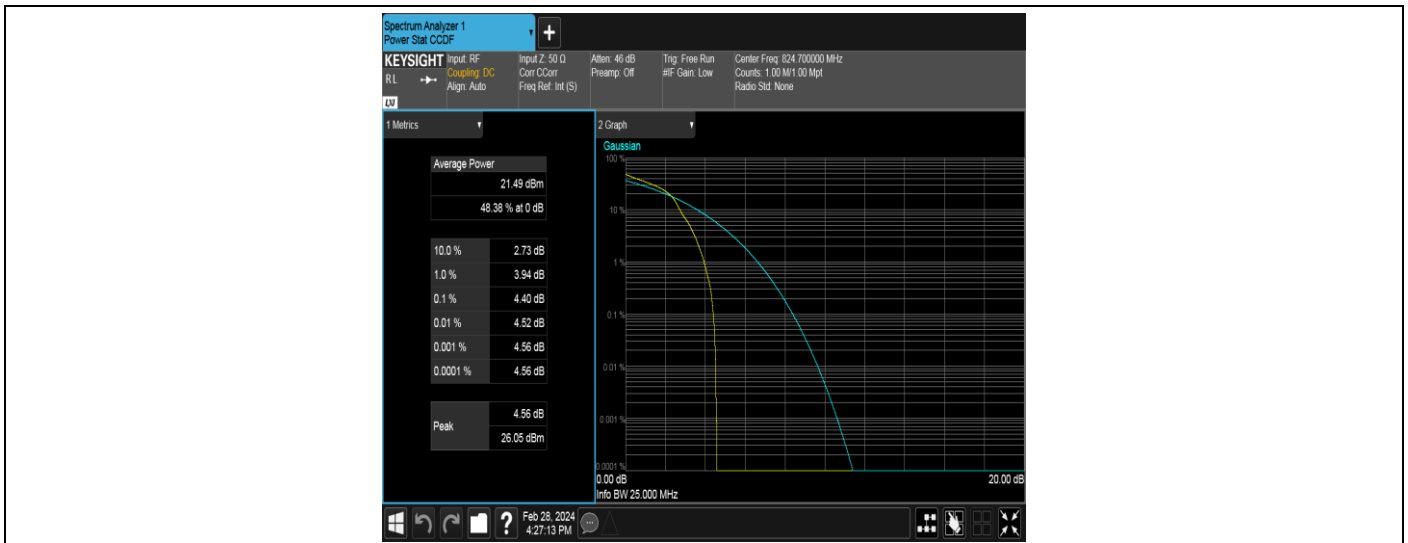 Spectrum Analyzer 1
Power Stat CCDF
+
KEYSIGHT
RL
LXI
Input: RF
Coupling: DC
Align: Auto
Input Z: 50 Ω
Corr CCorr
Freq Ref: Int (S)
Atten: 46 dB
Preamp: Off
Trig: Free Run
#IF Gain: Low
Center Freq: 824.700000 MHz
Counts: 1.00 M/1.00 Mpt
Radio Std: None
1 Metrics
Average Power
21.49 dBm
48.38 % at 0 dB
10.0 % 2.73 dB
1.0 % 3.94 dB
0.1 % 4.40 dB
0.01 % 4.52 dB
0.001 % 4.56 dB
0.0001 % 4.56 dB
Peak
4.56 dB
26.05 dBm
2 Graph
Gaussian
100 %
10 %
1 %
0.1 %
0.01 %
0.001 %
0.0001 %
0.00 dB 20.00 dB
Info BW 25.000 MHz
?
Feb 28, 2024
4:27:13 PM